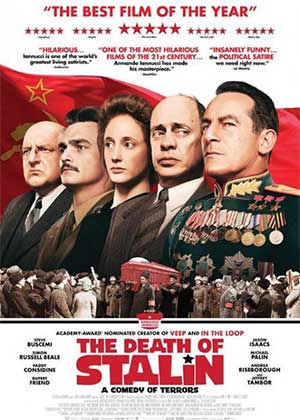 "THE BEST FILM OF THE YEAR"
"HILARIOUS...
Iannucci is one of the world's
greatest living satirists."
"ONE OF THE MOST HILARIOUS
FILMS OF THE 21ST CENTURY...
Armando Iannucci has made
his masterpiece."
"INSANELY FUNNY...
THE POLITICAL SATIRE
we need right now."
ACADEMY-AWARD® NOMINATED CREATOR OF VEEP AND IN THE LOOP
STEVE
BUSCEMI
SIMON
RUSSELL BEALE
PADDY
CONSIDINE
RUPERT
FRIEND
THE DEATH OF
STALIN
A COMEDY OF TERRORS
JASON
ISAACS
MICHAEL
PALIN
ANDREA
RISEBOROUGH
TAMBOR